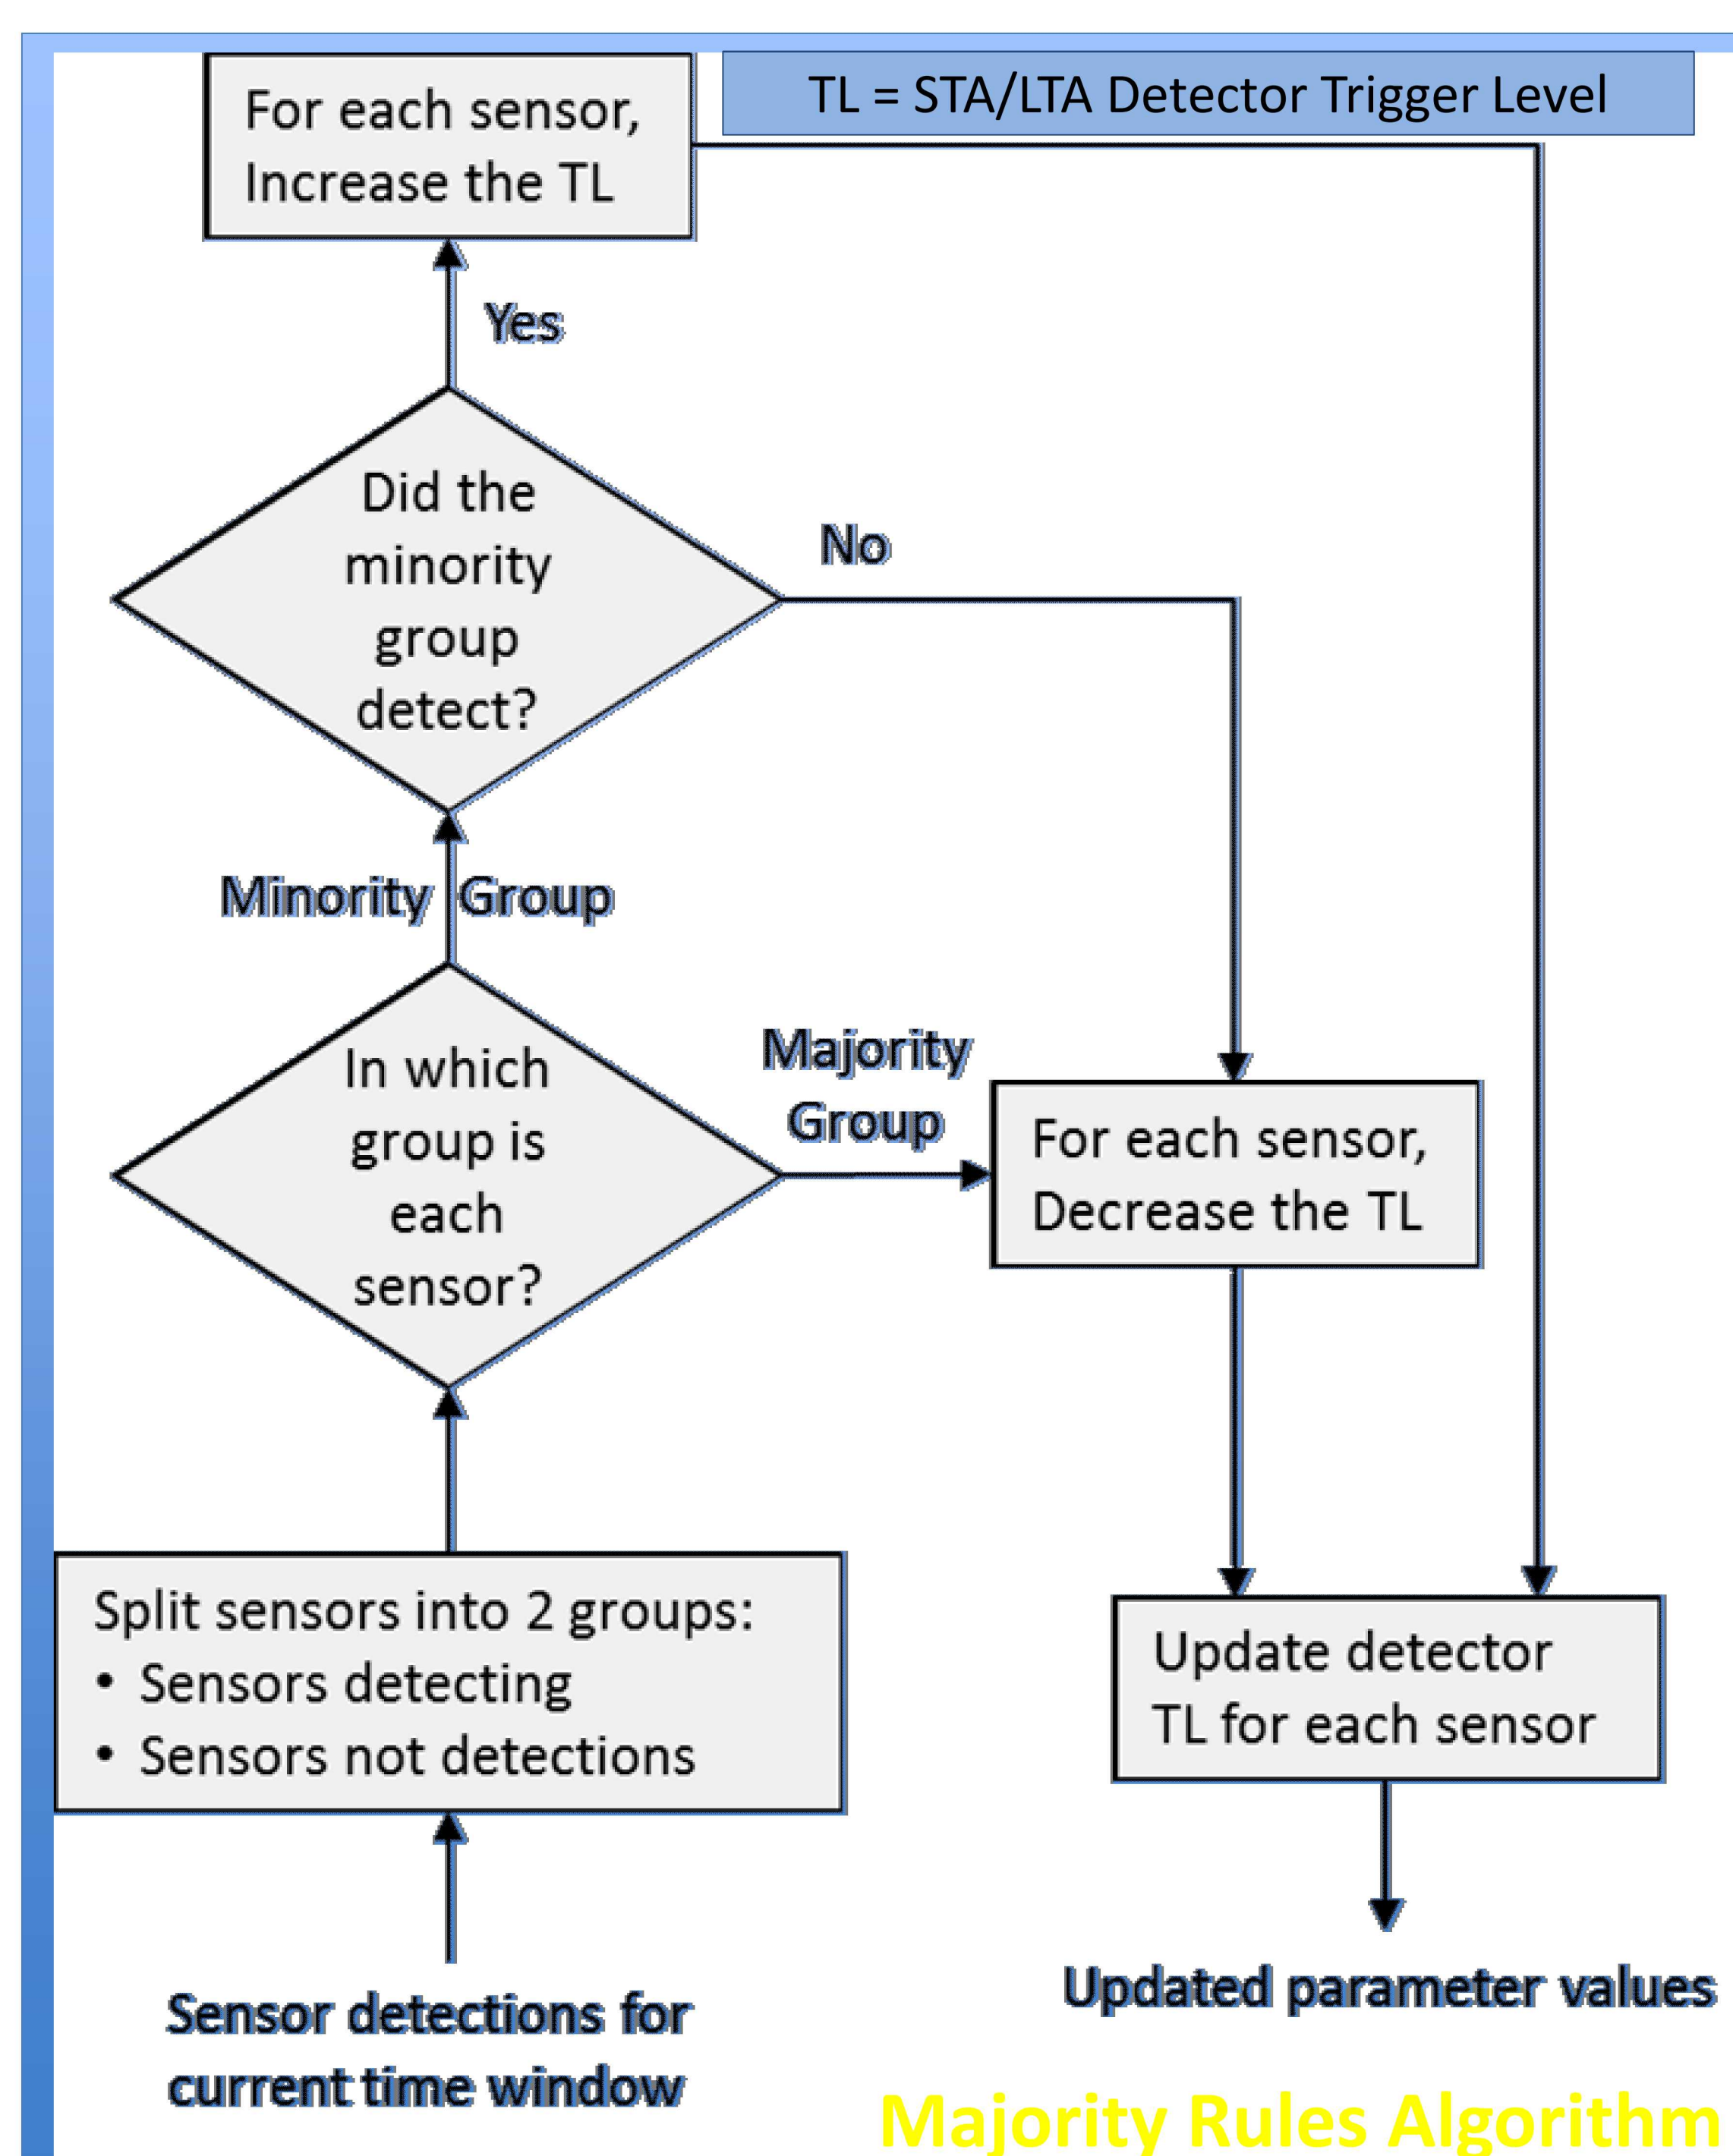 For each sensor,
Increase the TL
TL = STA/LTA Detector Trigger Level
Yes
Did the
minority
group
detect?
No
Minority Group
In which
group is
each
sensor?
Majority
Group
For each sensor,
Decrease the TL
Split sensors into 2 groups:
• Sensors detecting
• Sensors not detections
Update detector
TL for each sensor
Sensor detections for
current time window
Updated parameter values
Majority Rules Algorithm